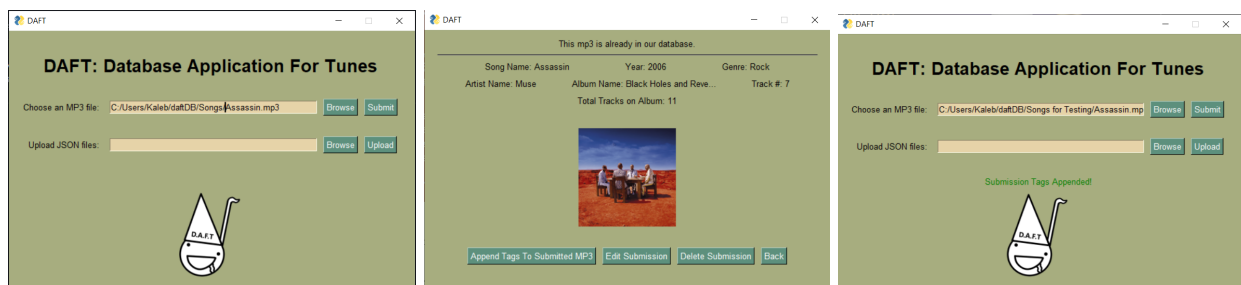 DAFT
DAFT: Database Application For Tunes
Choose an MP3 file: C:/Users/Kaleb/daftDB/Songs/Assassin.mp3 Browse Submit
Upload JSON files: Browse Upload
D.A.F.T
DAFT
This mp3 is already in our database.
Song Name: Assassin Year: 2006 Genre: Rock
Artist Name: Muse Album Name: Black Holes and Reve... Track #: 7
Total Tracks on Album: 11
Append Tags To Submitted MP3 Edit Submission Delete Submission Back
DAFT
DAFT: Database Application For Tunes
Choose an MP3 file: C:/Users/Kaleb/daftDB/Songs for Testing/Assassin.mp Browse Submit
Upload JSON files: Browse Upload
Submission Tags Appended!
D.A.F.T